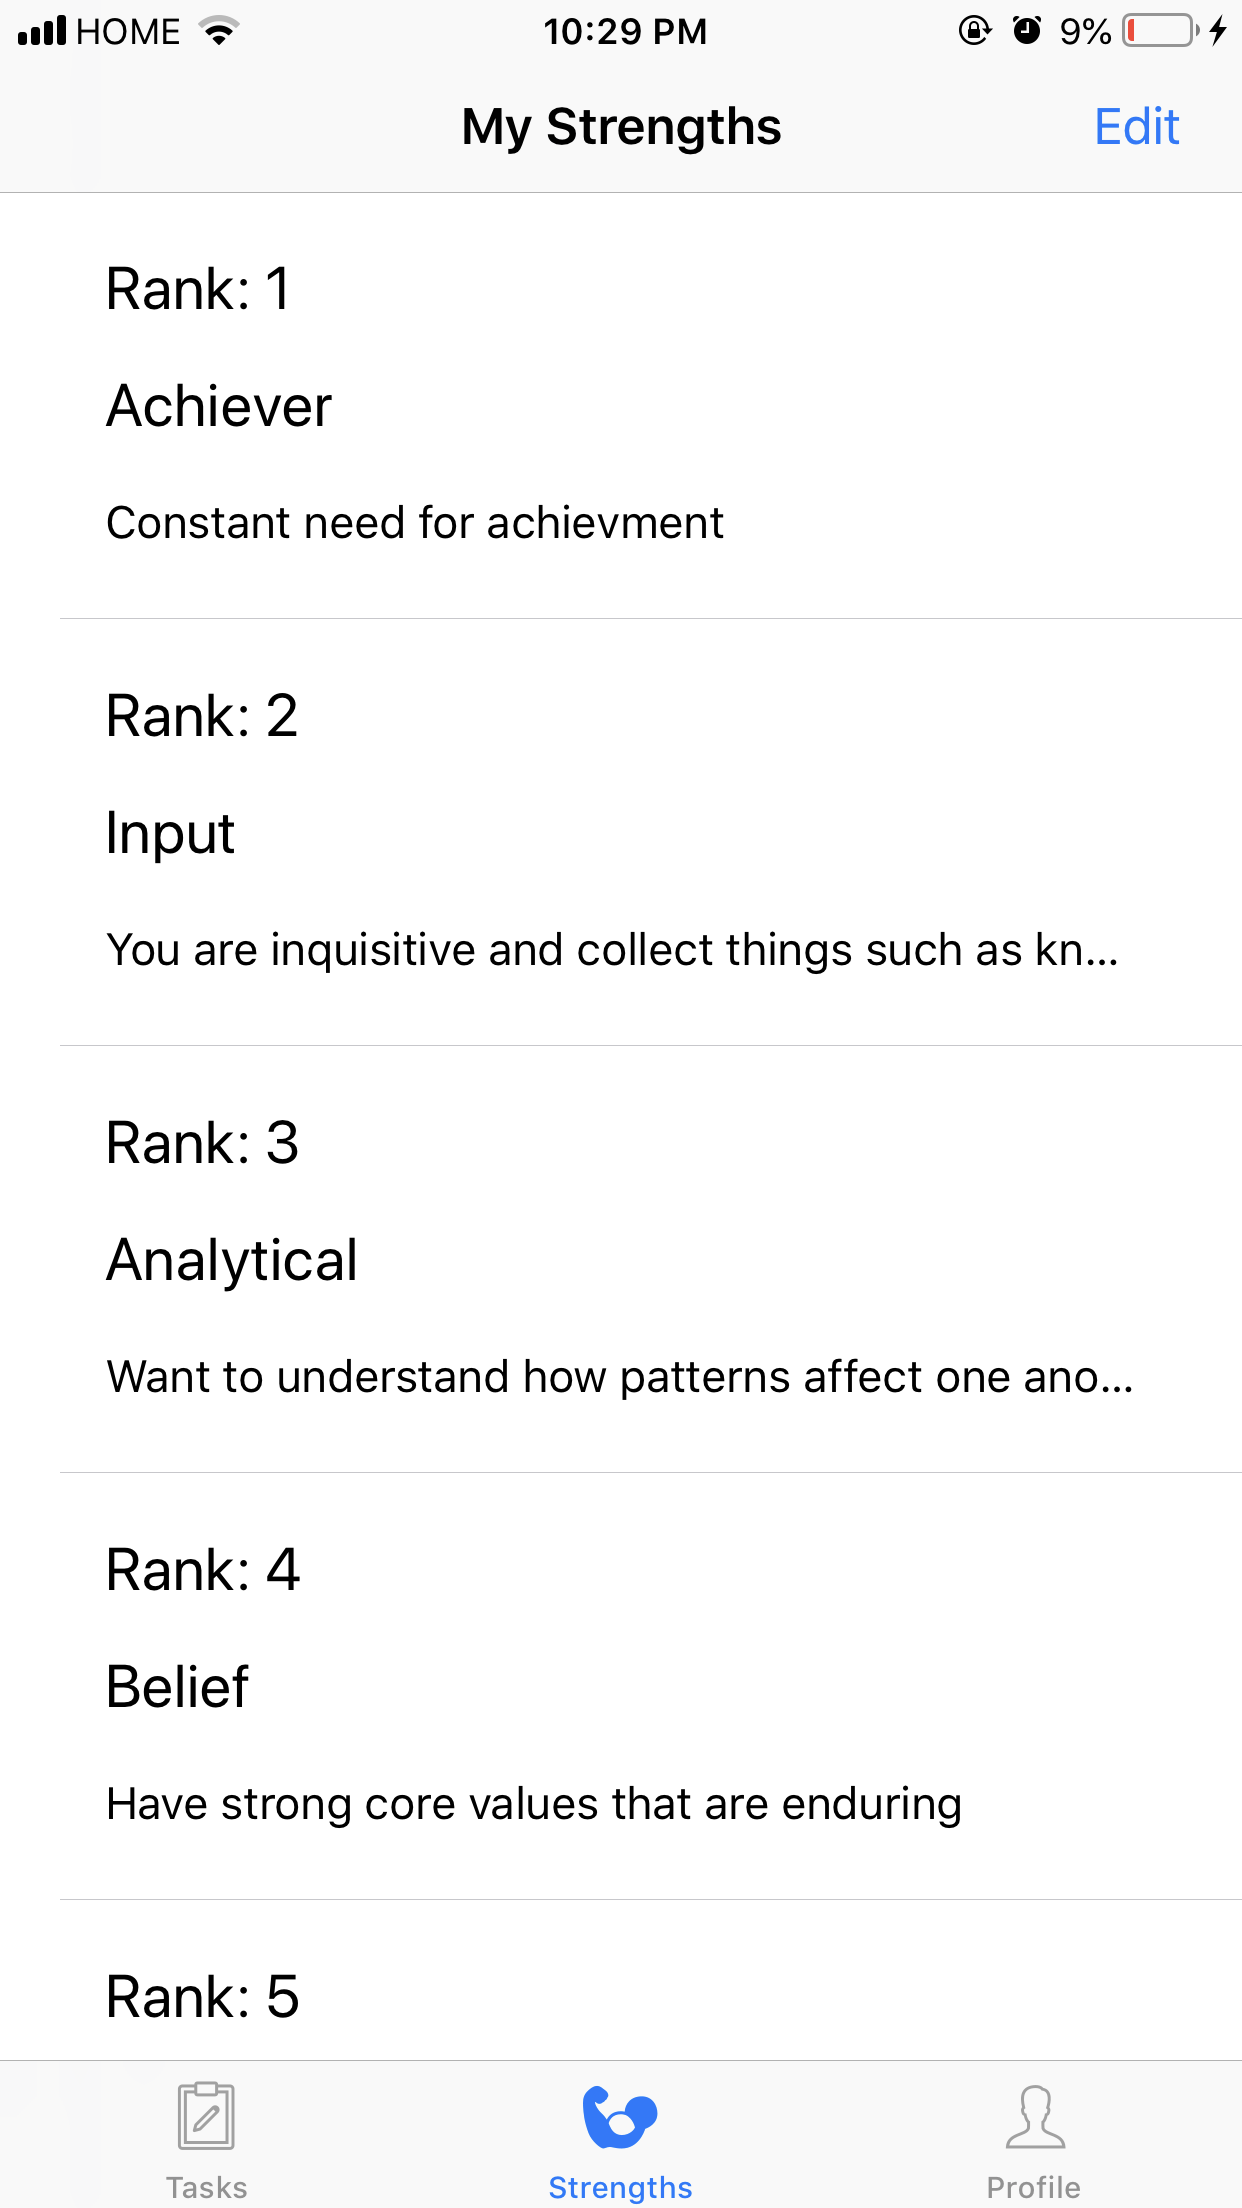 HOME 10:29 PM 9%
My Strengths Edit
Rank: 1
Achiever
Constant need for achievment
Rank: 2
Input
You are inquisitive and collect things such as kn...
Rank: 3
Analytical
Want to understand how patterns affect one ano...
Rank: 4
Belief
Have strong core values that are enduring
Rank: 5
Tasks Strengths Profile